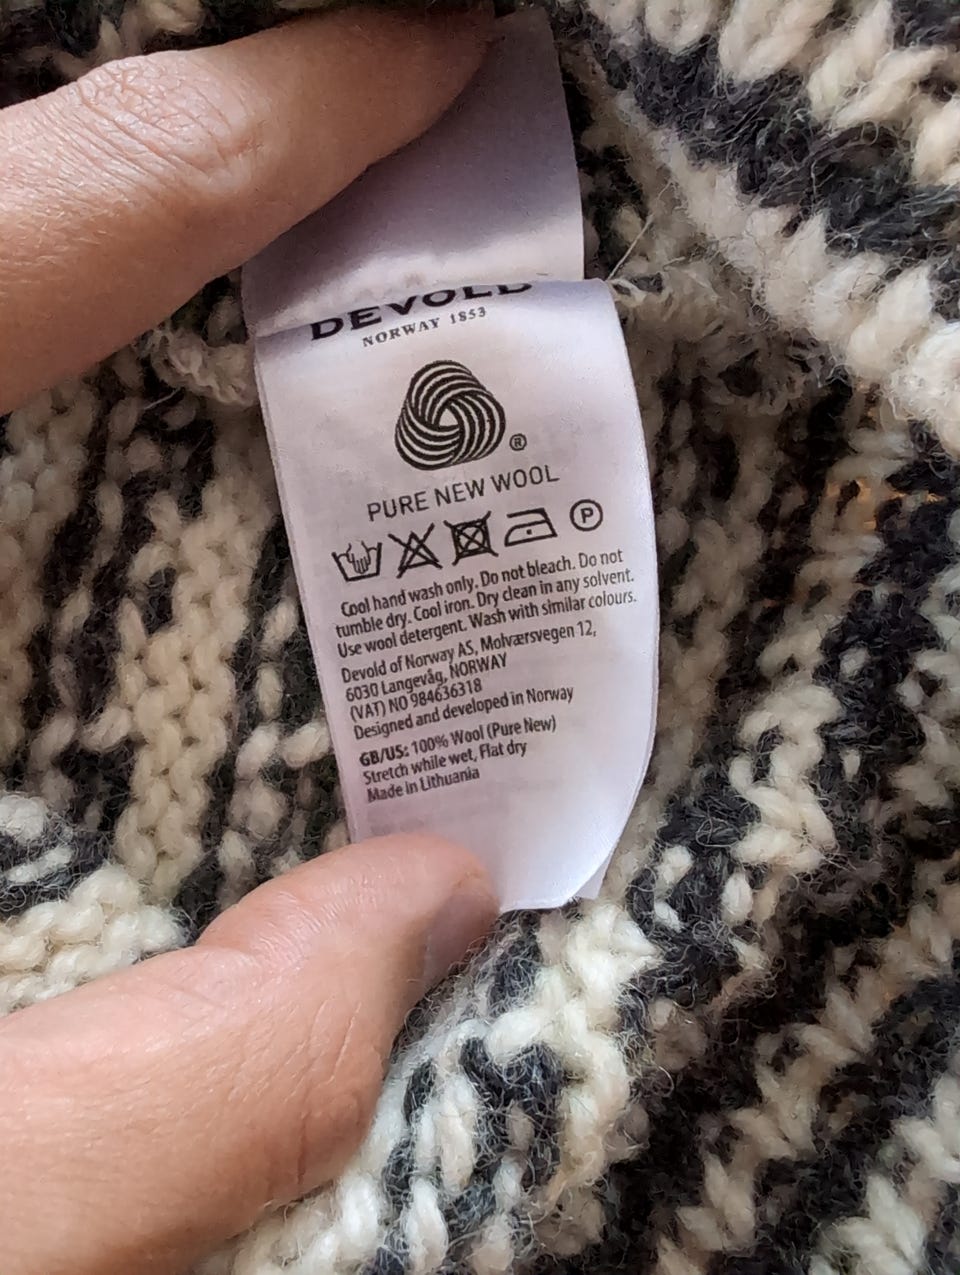 DEVOLD
NORWAY 1853
®
PURE NEW WOOL
P
Cool hand wash only. Do not bleach. Do not
tumble dry. Cool iron. Dry clean in any solvent.
Use wool detergent. Wash with similar colours.
Devold of Norway AS, Molværsvegen 12,
6030 Langevåg, NORWAY
(VAT) NO 984636318
Designed and developed in Norway
GB/US: 100% Wool (Pure New)
Stretch while wet, Flat dry
Made in Lithuania